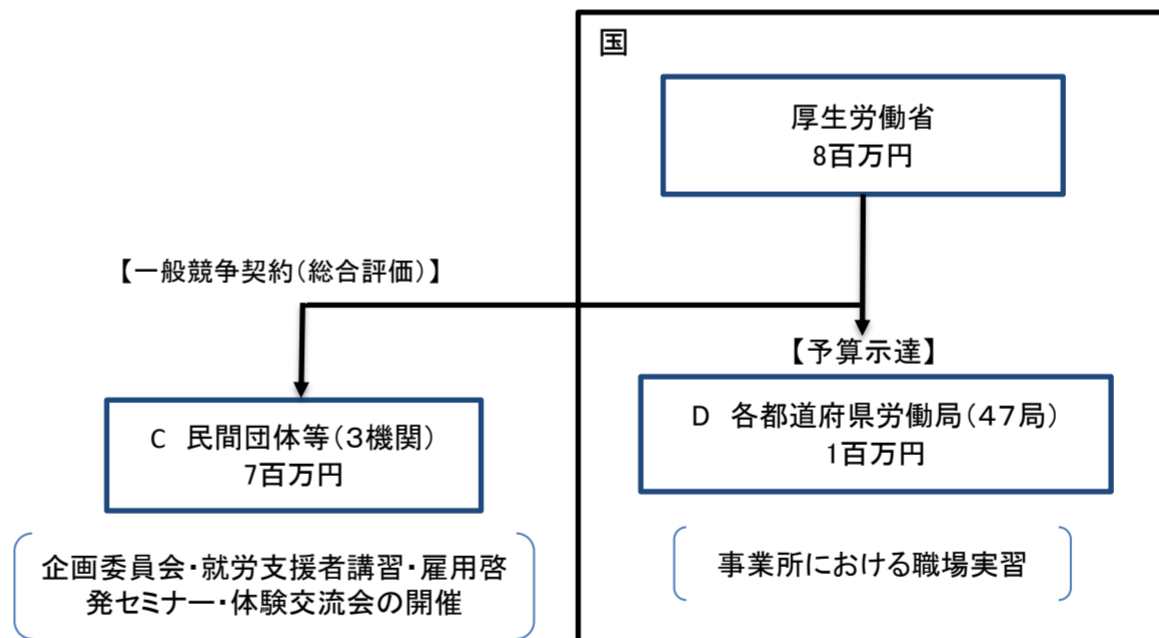 国
厚生労働省
8百万円
【一般競争契約(総合評価)】
【予算示達】
C 民間団体等(3機関)
7百万円
D 各都道府県労働局(47局)
1百万円
企画委員会・就労支援者講習・雇用啓
発セミナー・体験交流会の開催
事業所における職場実習